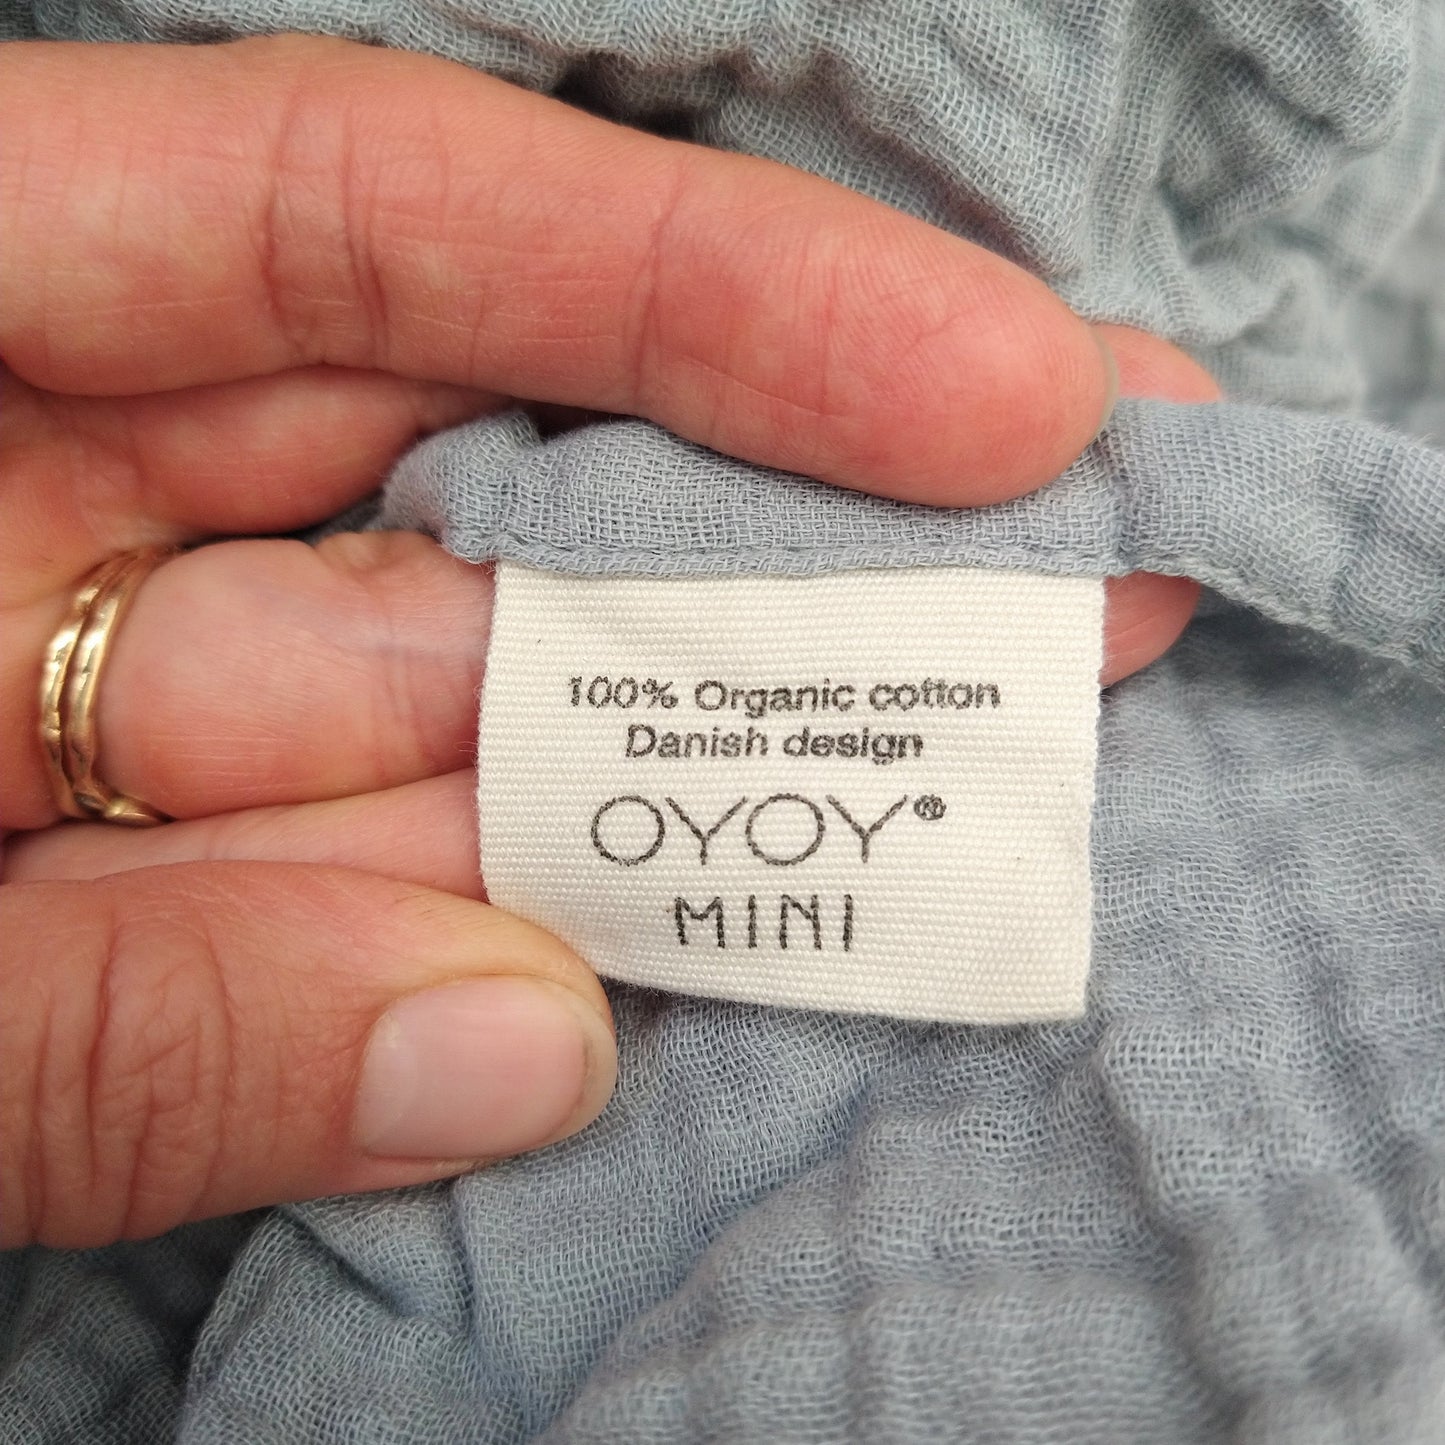 100% Organic cotton
Danish design
OYOY®
MINI